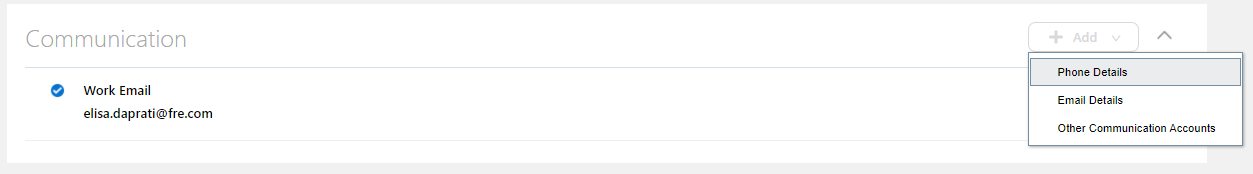 Communication
Add
Work Email
elisa.daprati@fre.com
Phone Details
Email Details
Other Communication Accounts